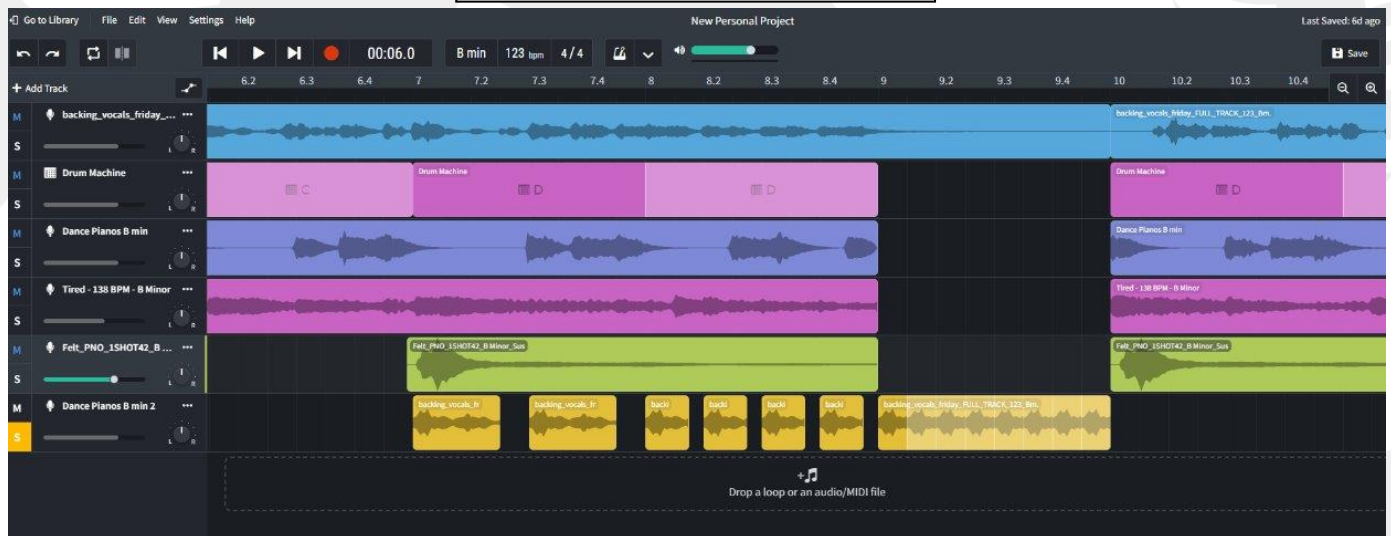 Go to Library File Edit View Settings Help New Personal Project Last Saved: 6d ago
00:06.0 B min 123 bpm 4/4 Save
+ Add Track 6.2 6.3 6.4 7 7.2 7.3 7.4 8 8.2 8.3 8.4 9 9.2 9.3 9.4 10 10.2 10.3 10.4
M backing_vocals_friday_... backing_vocals_friday_FULL_TRACK_123_Bm.
S L R
M Drum Machine C Drum Machine D D Drum Machine D
S L R
M Dance Pianos B min Dance Pianos B min
S L R
M Tired - 138 BPM - B Minor Tired - 138 BPM - B Minor
S L R
M Felt_PNO_1SHOT42_B ... Felt_PNO_1SHOT42_B Minor_Sus Felt_PNO_1SHOT42_B Minor_Sus
S L R
M Dance Pianos B min 2 backing_vocals_fr backing_vocals_fr backi backi backi backi backing_vocals_friday_FULL_TRACK_123_Bm.
S L R
Drop a loop or an audio/MIDI file